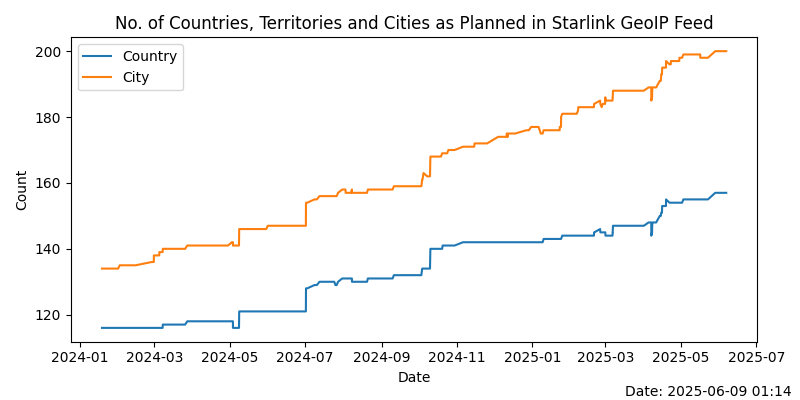 No. of Countries, Territories and Cities as Planned in Starlink GeoIP Feed
Country
City
200
180
160
140
120
Count
2024-01 2024-03 2024-05 2024-07 2024-09 2024-11 2025-01 2025-03 2025-05 2025-07
Date
Date: 2025-06-09 01:14